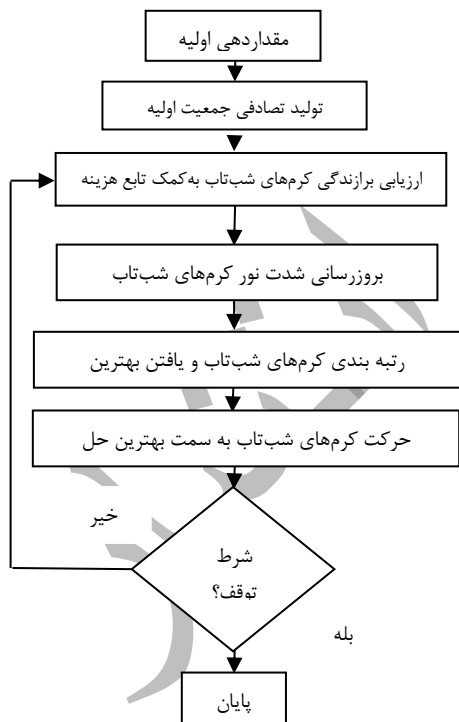 مقداردهی اولیه
تولید تصادفی جمعیت اولیه
ارزیابی برازندگی کرم‌های شب‌تاب به‌کمک تابع هزینه
بروزرسانی شدت نور کرم‌های شب‌تاب
رتبه بندی کرم‌های شب‌تاب و یافتن بهترین
حرکت کرم‌های شب‌تاب به سمت بهترین حل
خیر
شرط
توقف؟
بله
پایان